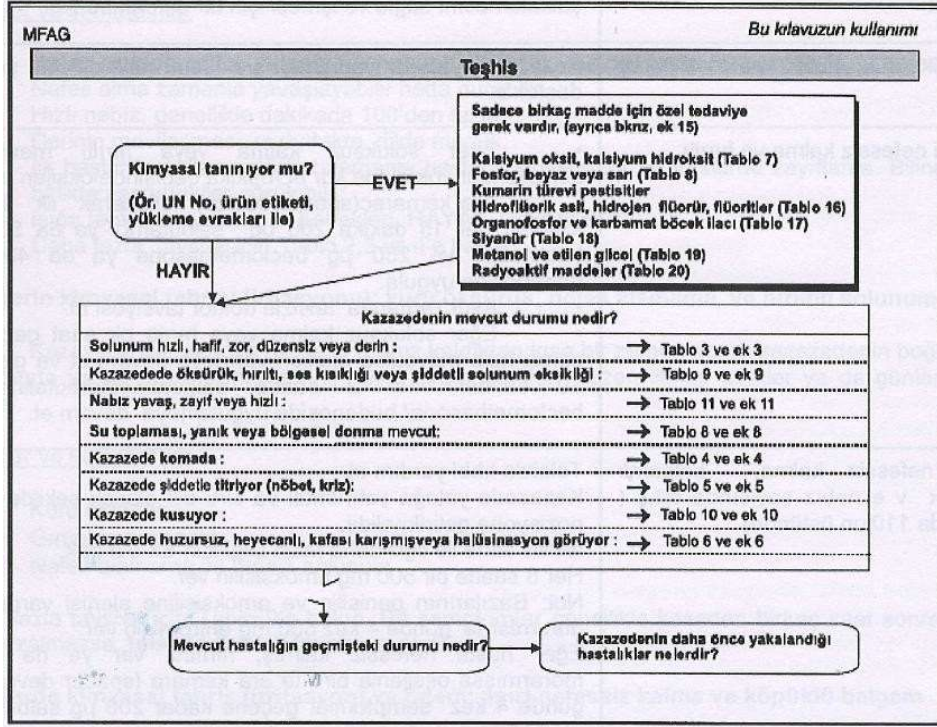 MFAG
Bu kılavuzun kullanımı
Teşhis
Kimyasal tanınıyor mu?
(Ör, UN No, ürün etiketi,
yükleme evrakları ile)
EVET
HAYIR
Sadece birkaç madde için özel tedaviye
gerek vardır, (ayrıca bknz, ek 15)
Kalsiyum oksit, kalsiyum hidroksit (Tablo 7)
Fosfor, beyaz veya sarı (Tablo 8)
Kumarin türevi pestisitler
Hidroflüerik asit, hidrojen flüorür, flüoritler (Tablo 16)
Organofosfor ve karbamat böcek ilacı (Tablo 17)
Siyanür (Tablo 18)
Metanol ve etilen glicol (Tablo 19)
Radyoaktif maddeler (Tablo 20)
Kazazedenin mevcut durumu nedir?
Solunum hızlı, hafif, zor, düzensiz veya derin : → Tablo 3 ve ek 3
Kazazedede öksürük, hırıltı, ses kısıklığı veya şiddetli solunum eksikliği : → Tablo 9 ve ek 9
Nabız yavaş, zayıf veya hızlı : → Tablo 11 ve ek 11
Su toplaması, yanık veya bölgesel donma mevcut: → Tablo 8 ve ek 8
Kazazede komada : → Tablo 4 ve ek 4
Kazazede şiddetle titriyor (nöbet, kriz): → Tablo 5 ve ek 5
Kazazede kusuyor : → Tablo 10 ve ek 10
Kazazede huzursuz, heyecanlı, kafası karışmışveya halüsinasyon görüyor : → Tablo 6 ve ek 6
Mevcut hastalığın geçmişteki durumu nedir?
Kazazedenin daha önce yakalandığı
hastalıklar nelerdir?